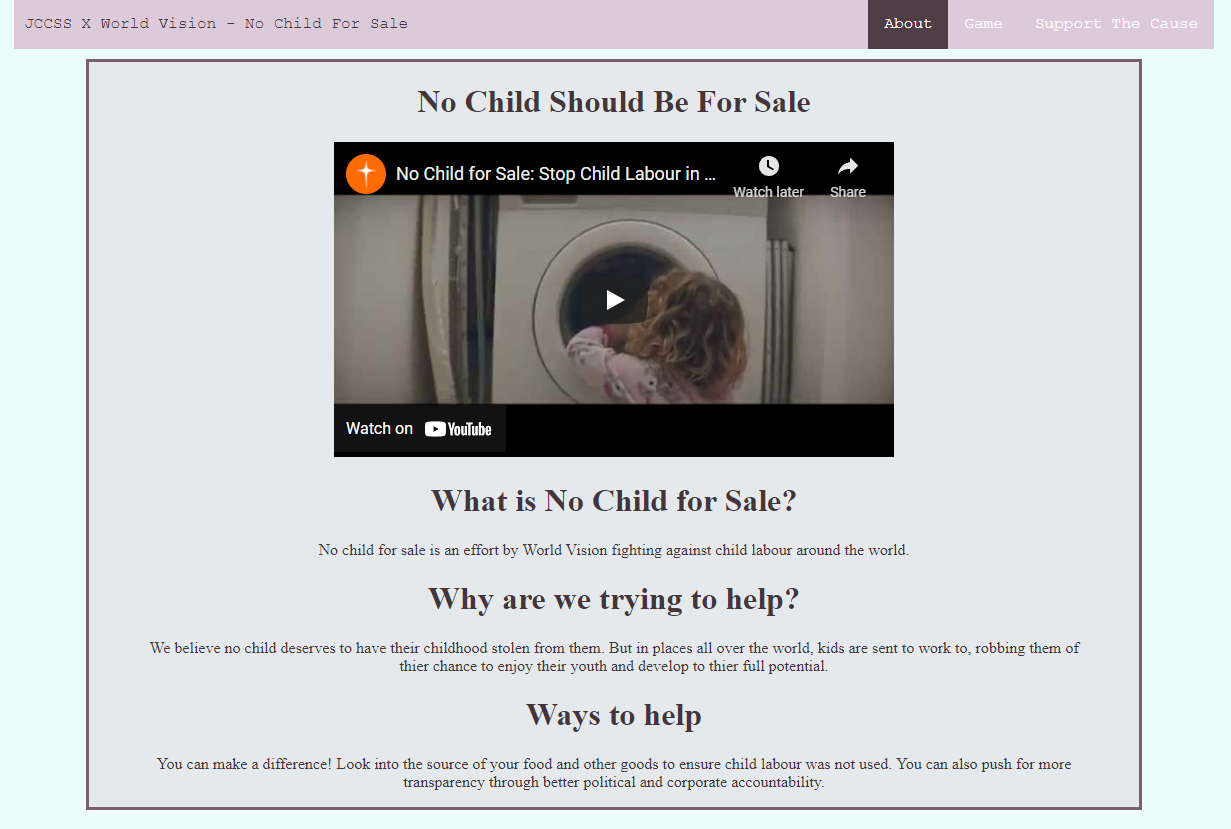 JCCSS X World Vision - No Child For Sale
About Game Support The Cause
No Child Should Be For Sale
No Child for Sale: Stop Child Labour in ...
Watch later
Share
Watch on YouTube
What is No Child for Sale?
No child for sale is an effort by World Vision fighting against child labour around the world.
Why are we trying to help?
We believe no child deserves to have their childhood stolen from them. But in places all over the world, kids are sent to work to, robbing them of
thier chance to enjoy their youth and develop to thier full potential.
Ways to help
You can make a difference! Look into the source of your food and other goods to ensure child labour was not used. You can also push for more
transparency through better political and corporate accountability.